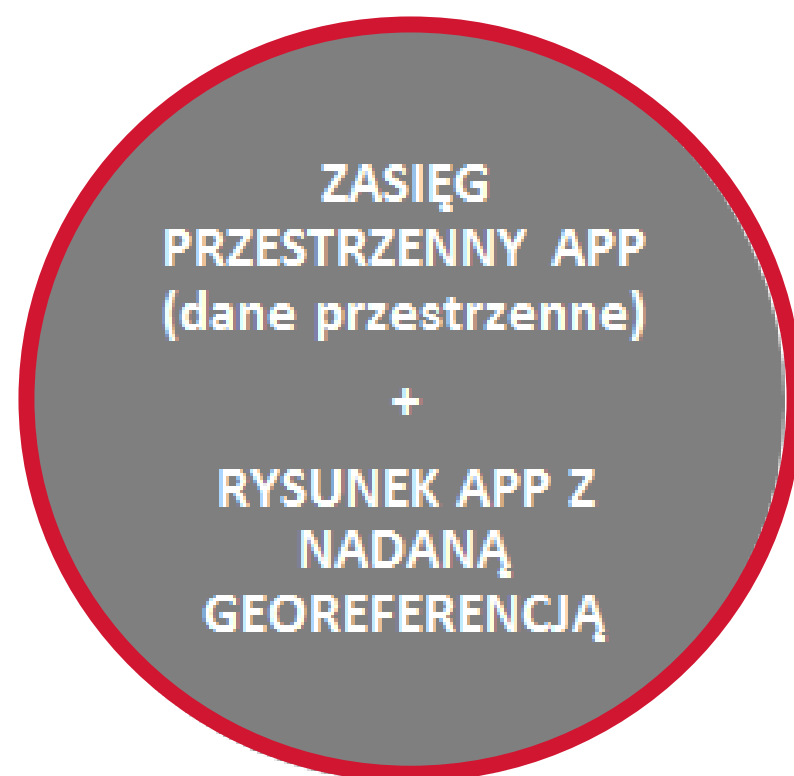 ZASIĘG
PRZESTRZENNY APP
(dane przestrzenne)
+
RYSUNEK APP Z
NADANĄ
GEOREFERENCJĄ